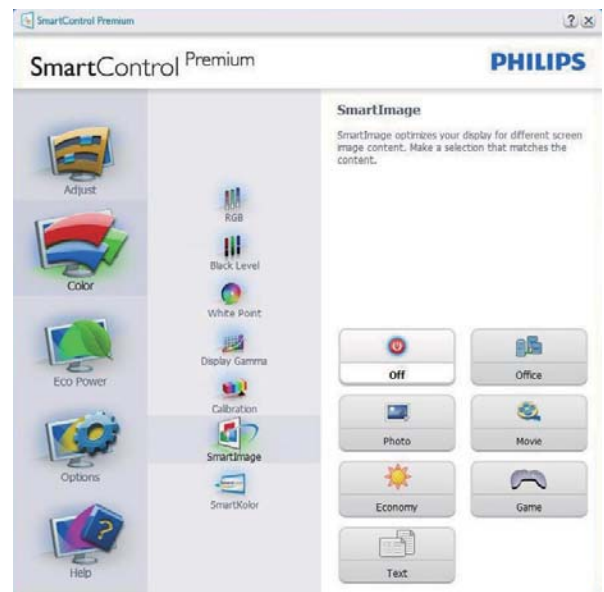 SmartControl Premium
? x
SmartControl Premium
PHILIPS
Adjust
Color
Eco Power
Options
Help
RGB
Black Level
White Point
Display Gamma
Calibration
SmartImage
SmartKolor
SmartImage
SmartImage optimizes your display for different screen
image content. Make a selection that matches the
content.
Off
Office
Photo
Movie
Economy
Game
Text